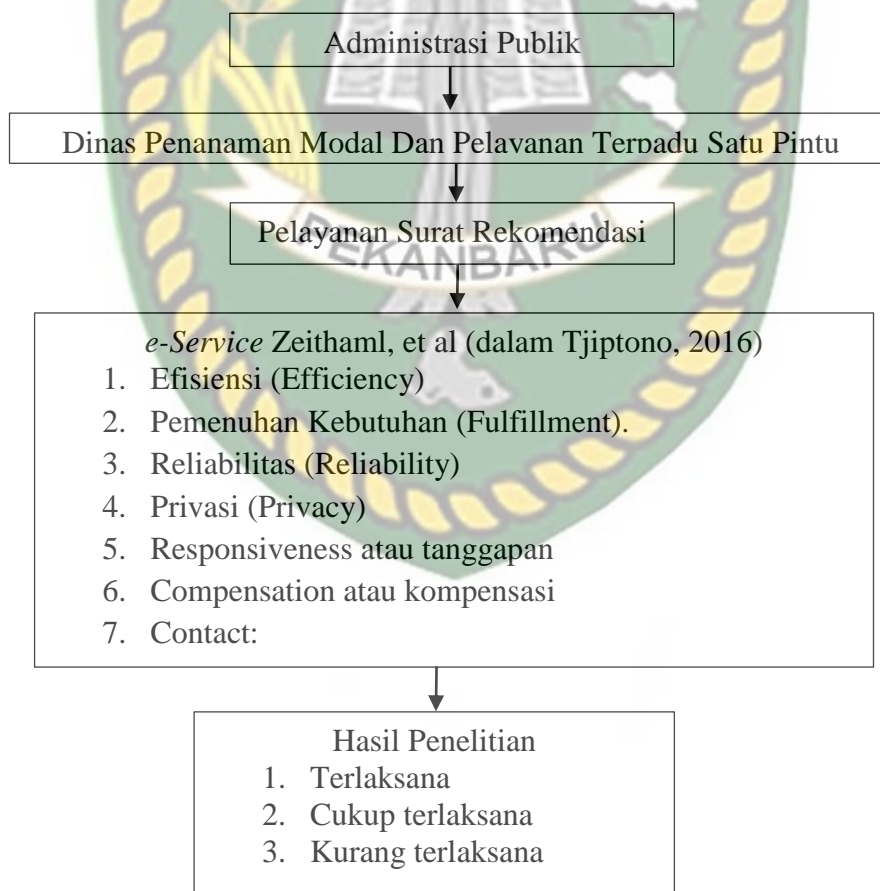 Administrasi Publik
Dinas Penanaman Modal Dan Pelayanan Terpadu Satu Pintu
Pelayanan Surat Rekomendasi
PEKANBARU
e-Service Zeithaml, et al (dalam Tjiptono, 2016)
1. Efisiensi (Efficiency)
2. Pemenuhan Kebutuhan (Fulfillment).
3. Reliabilitas (Reliability)
4. Privasi (Privacy)
5. Responsiveness atau tanggapan
6. Compensation atau kompensasi
7. Contact:
Hasil Penelitian
1. Terlaksana
2. Cukup terlaksana
3. Kurang terlaksana